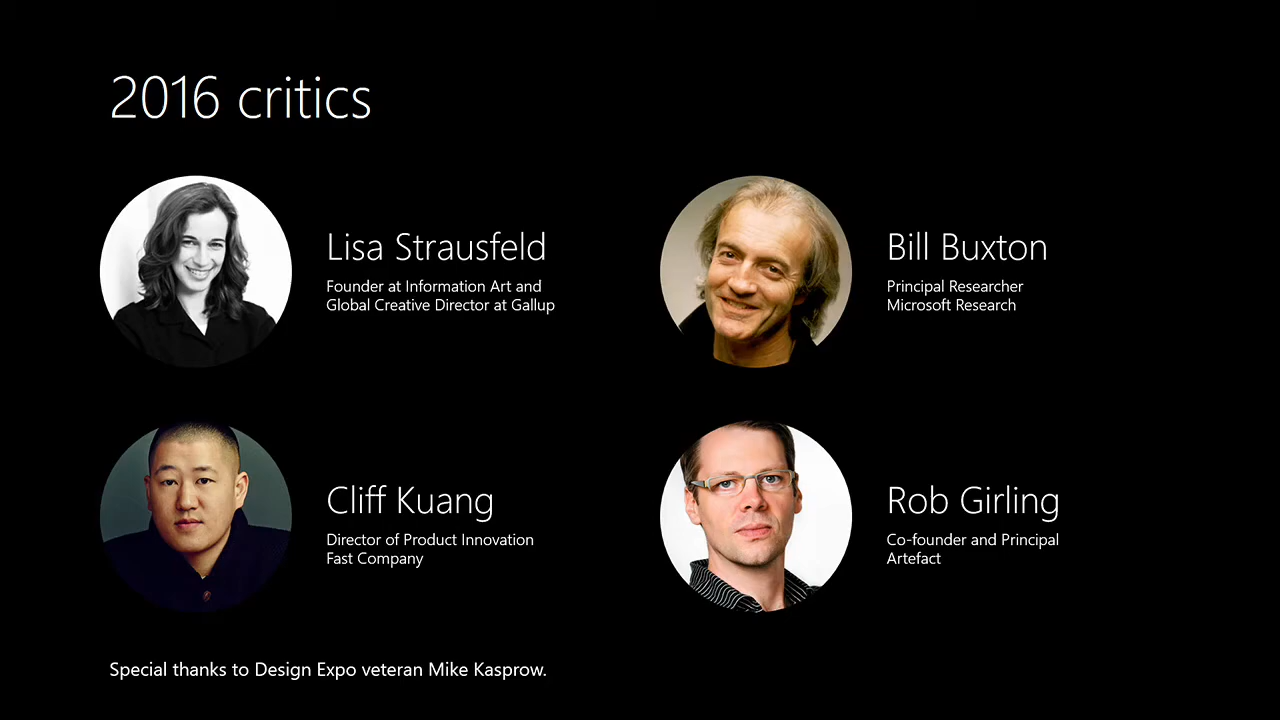 2016 critics
Lisa Strausfeld
Founder at Information Art and
Global Creative Director at Gallup
Bill Buxton
Principal Researcher
Microsoft Research
Cliff Kuang
Director of Product Innovation
Fast Company
Rob Girling
Co-founder and Principal
Artefact
Special thanks to Design Expo veteran Mike Kasprow.